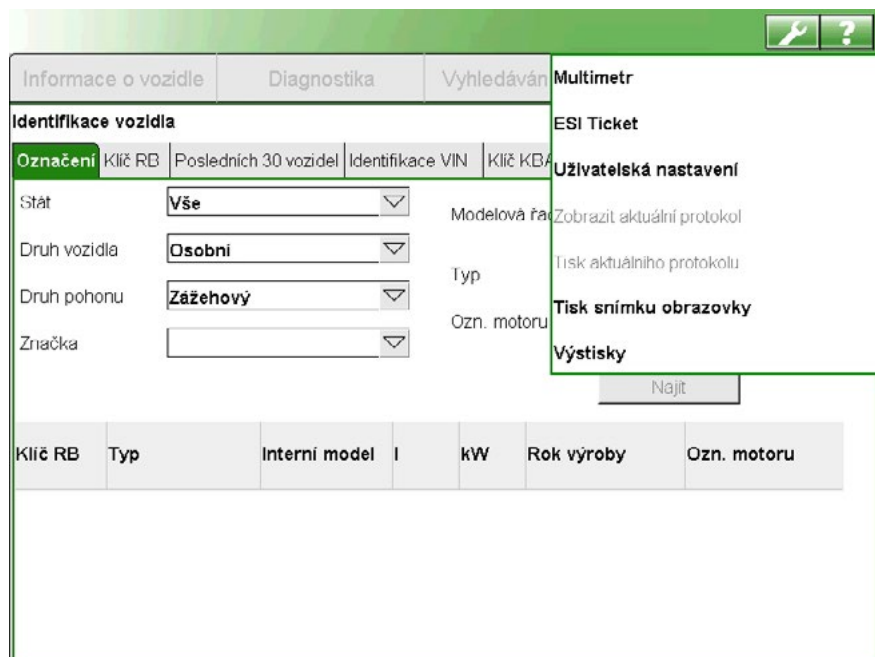 ?
Informace o vozidle
Diagnostika
Vyhledáván
Identifikace vozidla
Označení
Klíč RB
Posledních 30 vozidel
Identifikace VIN
Klíč KBA
Stát
Vše
Druh vozidla
Osobní
Druh pohonu
Zážehový
Značka
Modelová řad
Typ
Ozn. motoru
Multimetr
ESI Ticket
Uživatelská nastavení
Zobrazit aktuální protokol
Tisk aktuálního protokolu
Tisk snímku obrazovky
Výstisky
Najít
Klíč RB
Typ
Interní model
l
kW
Rok výroby
Ozn. motoru